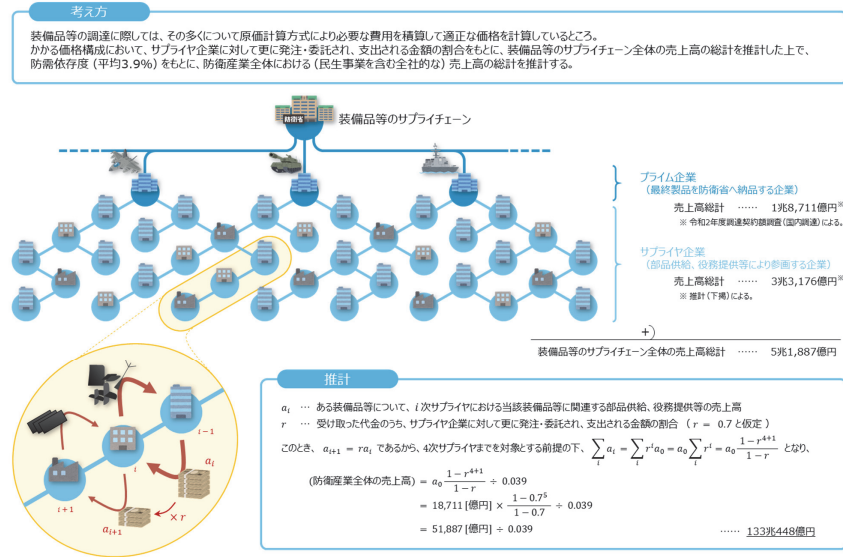 考え方
装備品等の調達に際しては、その多くについて原価計算方式により必要な費用を積算して適正な価格を計算しているところ。
かかる価格構成において、サプライヤ企業に対して更に発注・委託され、支出される金額の割合をもとに、装備品等のサプライチェーン全体の売上高の総計を推計した上で、
防需依存度(平均3.9%)をもとに、防衛産業全体における(民生事業を含む全社的な)売上高の総計を推計する。
防衛省
装備品等のサプライチェーン
プライム企業
(最終製品を防衛省へ納品する企業)
売上高総計 …… 1兆8,711億円※
※ 令和2年度調達契約額調査(国内調達)による。
サプライヤ企業
(部品供給、役務提供等により参画する企業)
売上高総計 …… 3兆3,176億円※
※ 推計(下掲)による。
+)
装備品等のサプライチェーン全体の売上高総計 …… 5兆1,887億円
i−1
i
i+1
a_i
×r
a_{i+1}
推計
a_i … ある装備品等について、i 次サプライヤにおける当該装備品等に関連する部品供給、役務提供等の売上高
r … 受け取った代金のうち、サプライヤ企業に対して更に発注・委託され、支出される金額の割合 ( r = 0.7 と仮定 )
このとき、 a_{i+1} = ra_i であるから、4次サプライヤまでを対象とする前提の下、 ∑_i a_i = ∑_i r^i a_0 = a_0 ∑_i r^i = a_0 (1 − r^{4+1})/(1 − r) となり、
(防衛産業全体の売上高) = a_0 (1 − r^{4+1})/(1 − r) ÷ 0.039
= 18,711 [億円] × (1 − 0.7^5)/(1 − 0.7) ÷ 0.039
= 51,887 [億円] ÷ 0.039
…… 133兆448億円